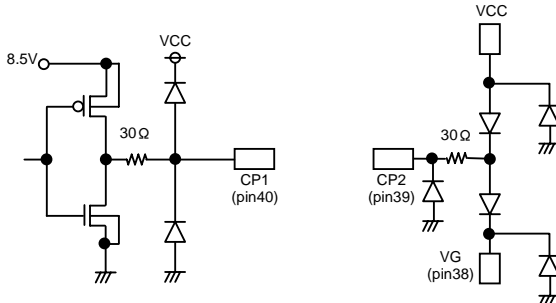 8.5V
VCC
30Ω
CP1
(pin40)
VCC
30Ω
CP2
(pin39)
VG
(pin38)